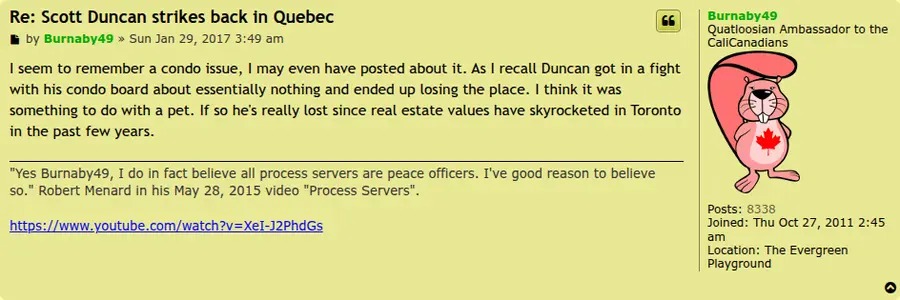 Re: Scott Duncan strikes back in Quebec
by Burnaby49 » Sun Jan 29, 2017 3:49 am
I seem to remember a condo issue, I may even have posted about it. As I recall Duncan got in a fight
with his condo board about essentially nothing and ended up losing the place. I think it was
something to do with a pet. If so he's really lost since real estate values have skyrocketed in Toronto
in the past few years.
"Yes Burnaby49, I do in fact believe all process servers are peace officers. I've good reason to believe
so." Robert Menard in his May 28, 2015 video "Process Servers".
https://www.youtube.com/watch?v=XeI-J2PhdGs
Burnaby49
Quatloosian Ambassador to the
CaliCanadians
Posts: 8338
Joined: Thu Oct 27, 2011 2:45
am
Location: The Evergreen
Playground